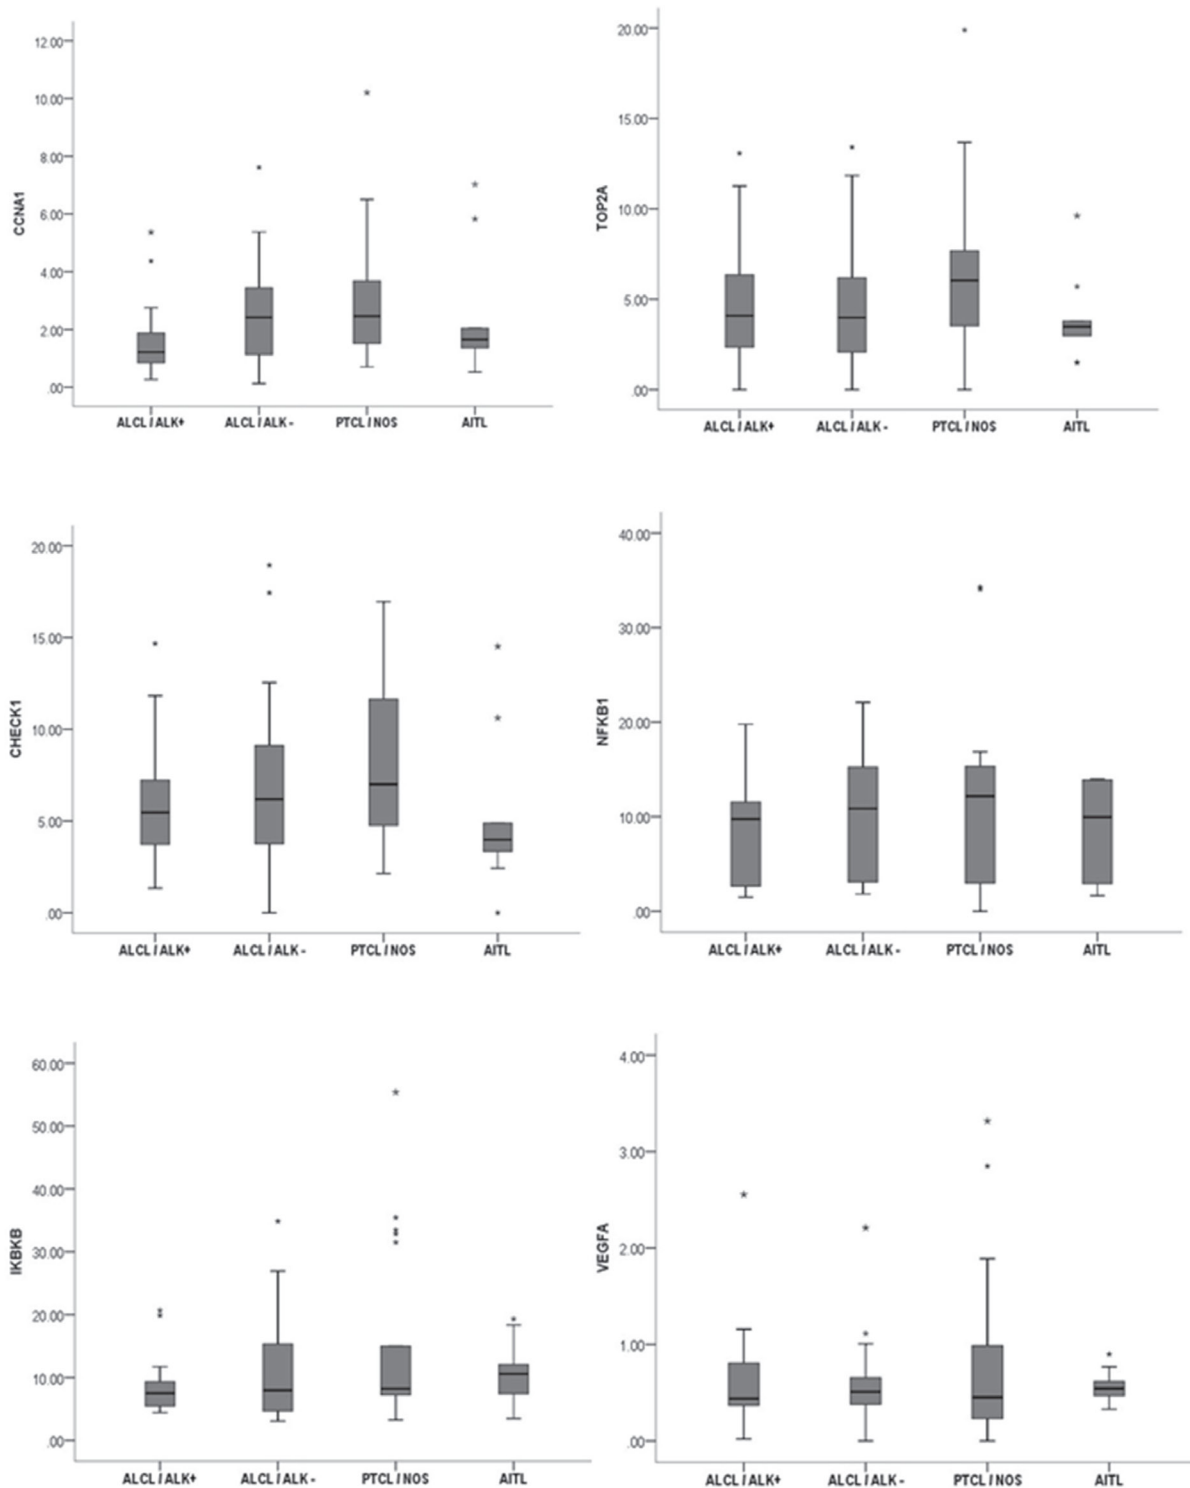 12.00
10.00
8.00
6.00
4.00
2.00
.00
CCNA1
ALCL / ALK+ ALCL / ALK - PTCL / NOS AITL
20.00
15.00
10.00
5.00
.00
TOP2A
ALCL / ALK+ ALCL / ALK - PTCL / NOS AITL
20.00
15.00
10.00
5.00
.00
CHECK1
ALCL / ALK+ ALCL / ALK - PTCL / NOS AITL
40.00
30.00
20.00
10.00
.00
NFKB1
ALCL / ALK+ ALCL / ALK - PTCL / NOS AITL
60.00
50.00
40.00
30.00
20.00
10.00
.00
IKBKB
ALCL / ALK+ ALCL / ALK - PTCL / NOS AITL
4.00
3.00
2.00
1.00
.00
VEGFA
ALCL / ALK+ ALCL / ALK - PTCL / NOS AITL